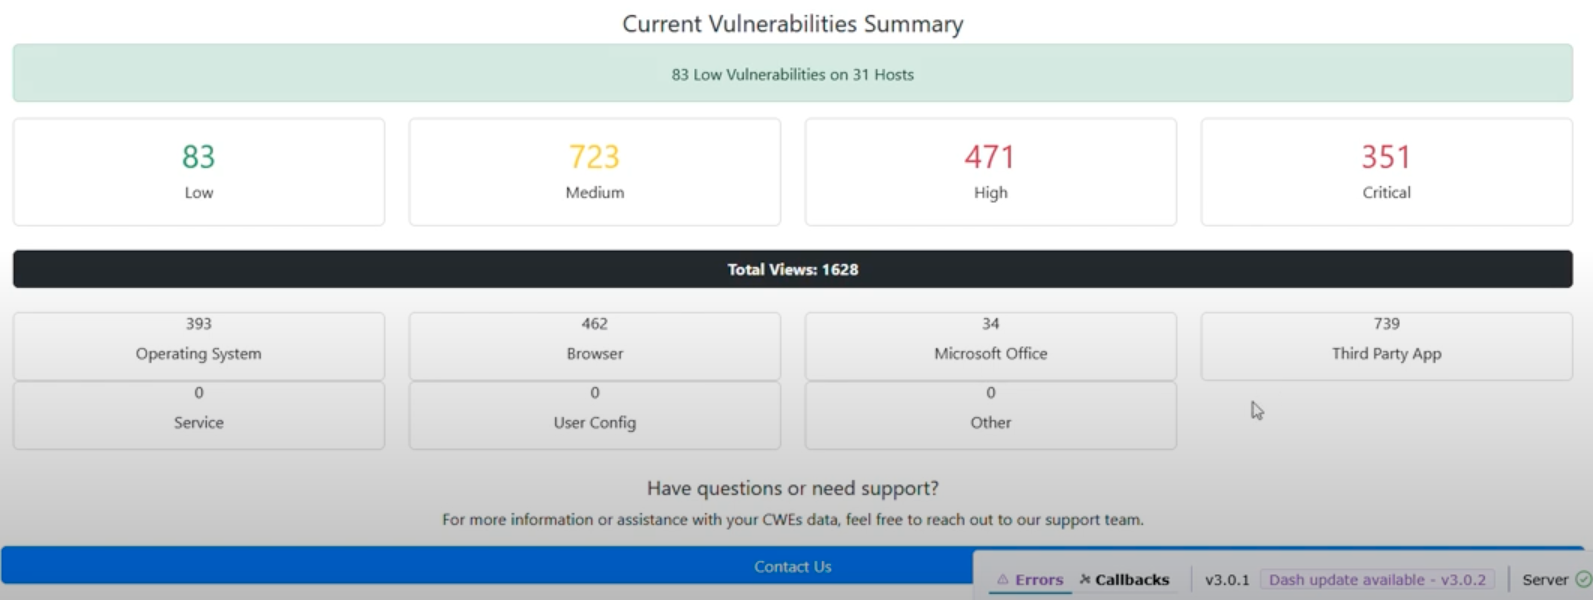 Current Vulnerabilities Summary
83 Low Vulnerabilities on 31 Hosts
83
Low
723
Medium
471
High
351
Critical
Total Views: 1628
393
Operating System
462
Browser
34
Microsoft Office
739
Third Party App
0
Service
0
User Config
0
Other
Have questions or need support?
For more information or assistance with your CWEs data, feel free to reach out to our support team.
Contact Us
Errors Callbacks v3.0.1 Dash update available - v3.0.2 Server